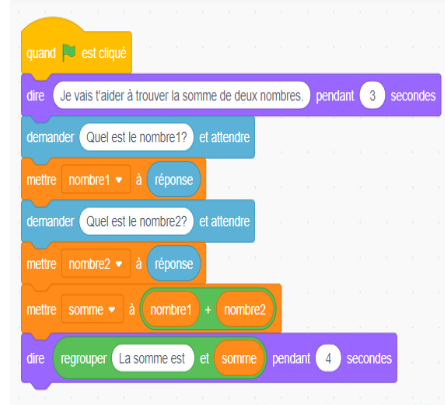 quand est cliqué
dire Je vais t'aider à trouver la somme de deux nombres. pendant 3 secondes
demander Quel est le nombre1? et attendre
mettre nombre1 à réponse
demander Quel est le nombre2? et attendre
mettre nombre2 à réponse
mettre somme à nombre1 + nombre2
dire regrouper La somme est et somme pendant 4 secondes